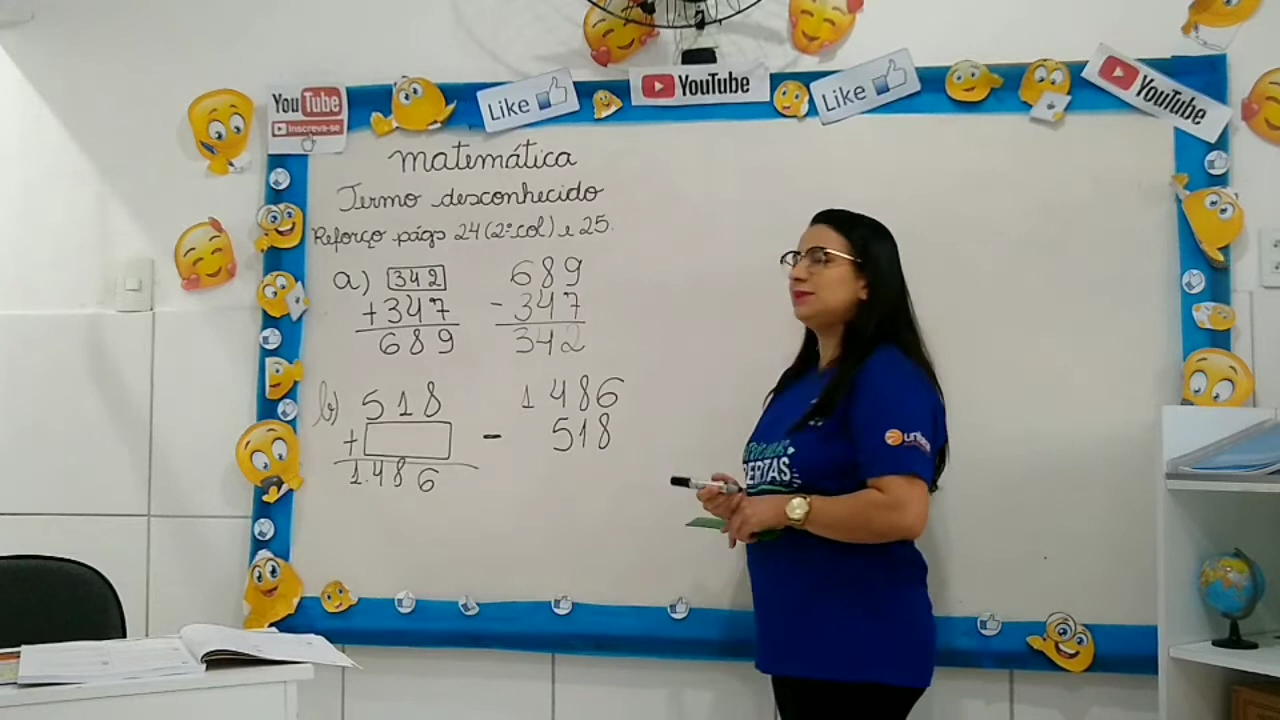 YouTube
Inscreva-se
Like
YouTube
Like
YouTube
Matemática
Termo desconhecido
Reforço págs 24 (2ª col) e 25.
a) 342
+347
689
689
- 347
342
b) 518
+
1.486
1486
- 518
BERTAS